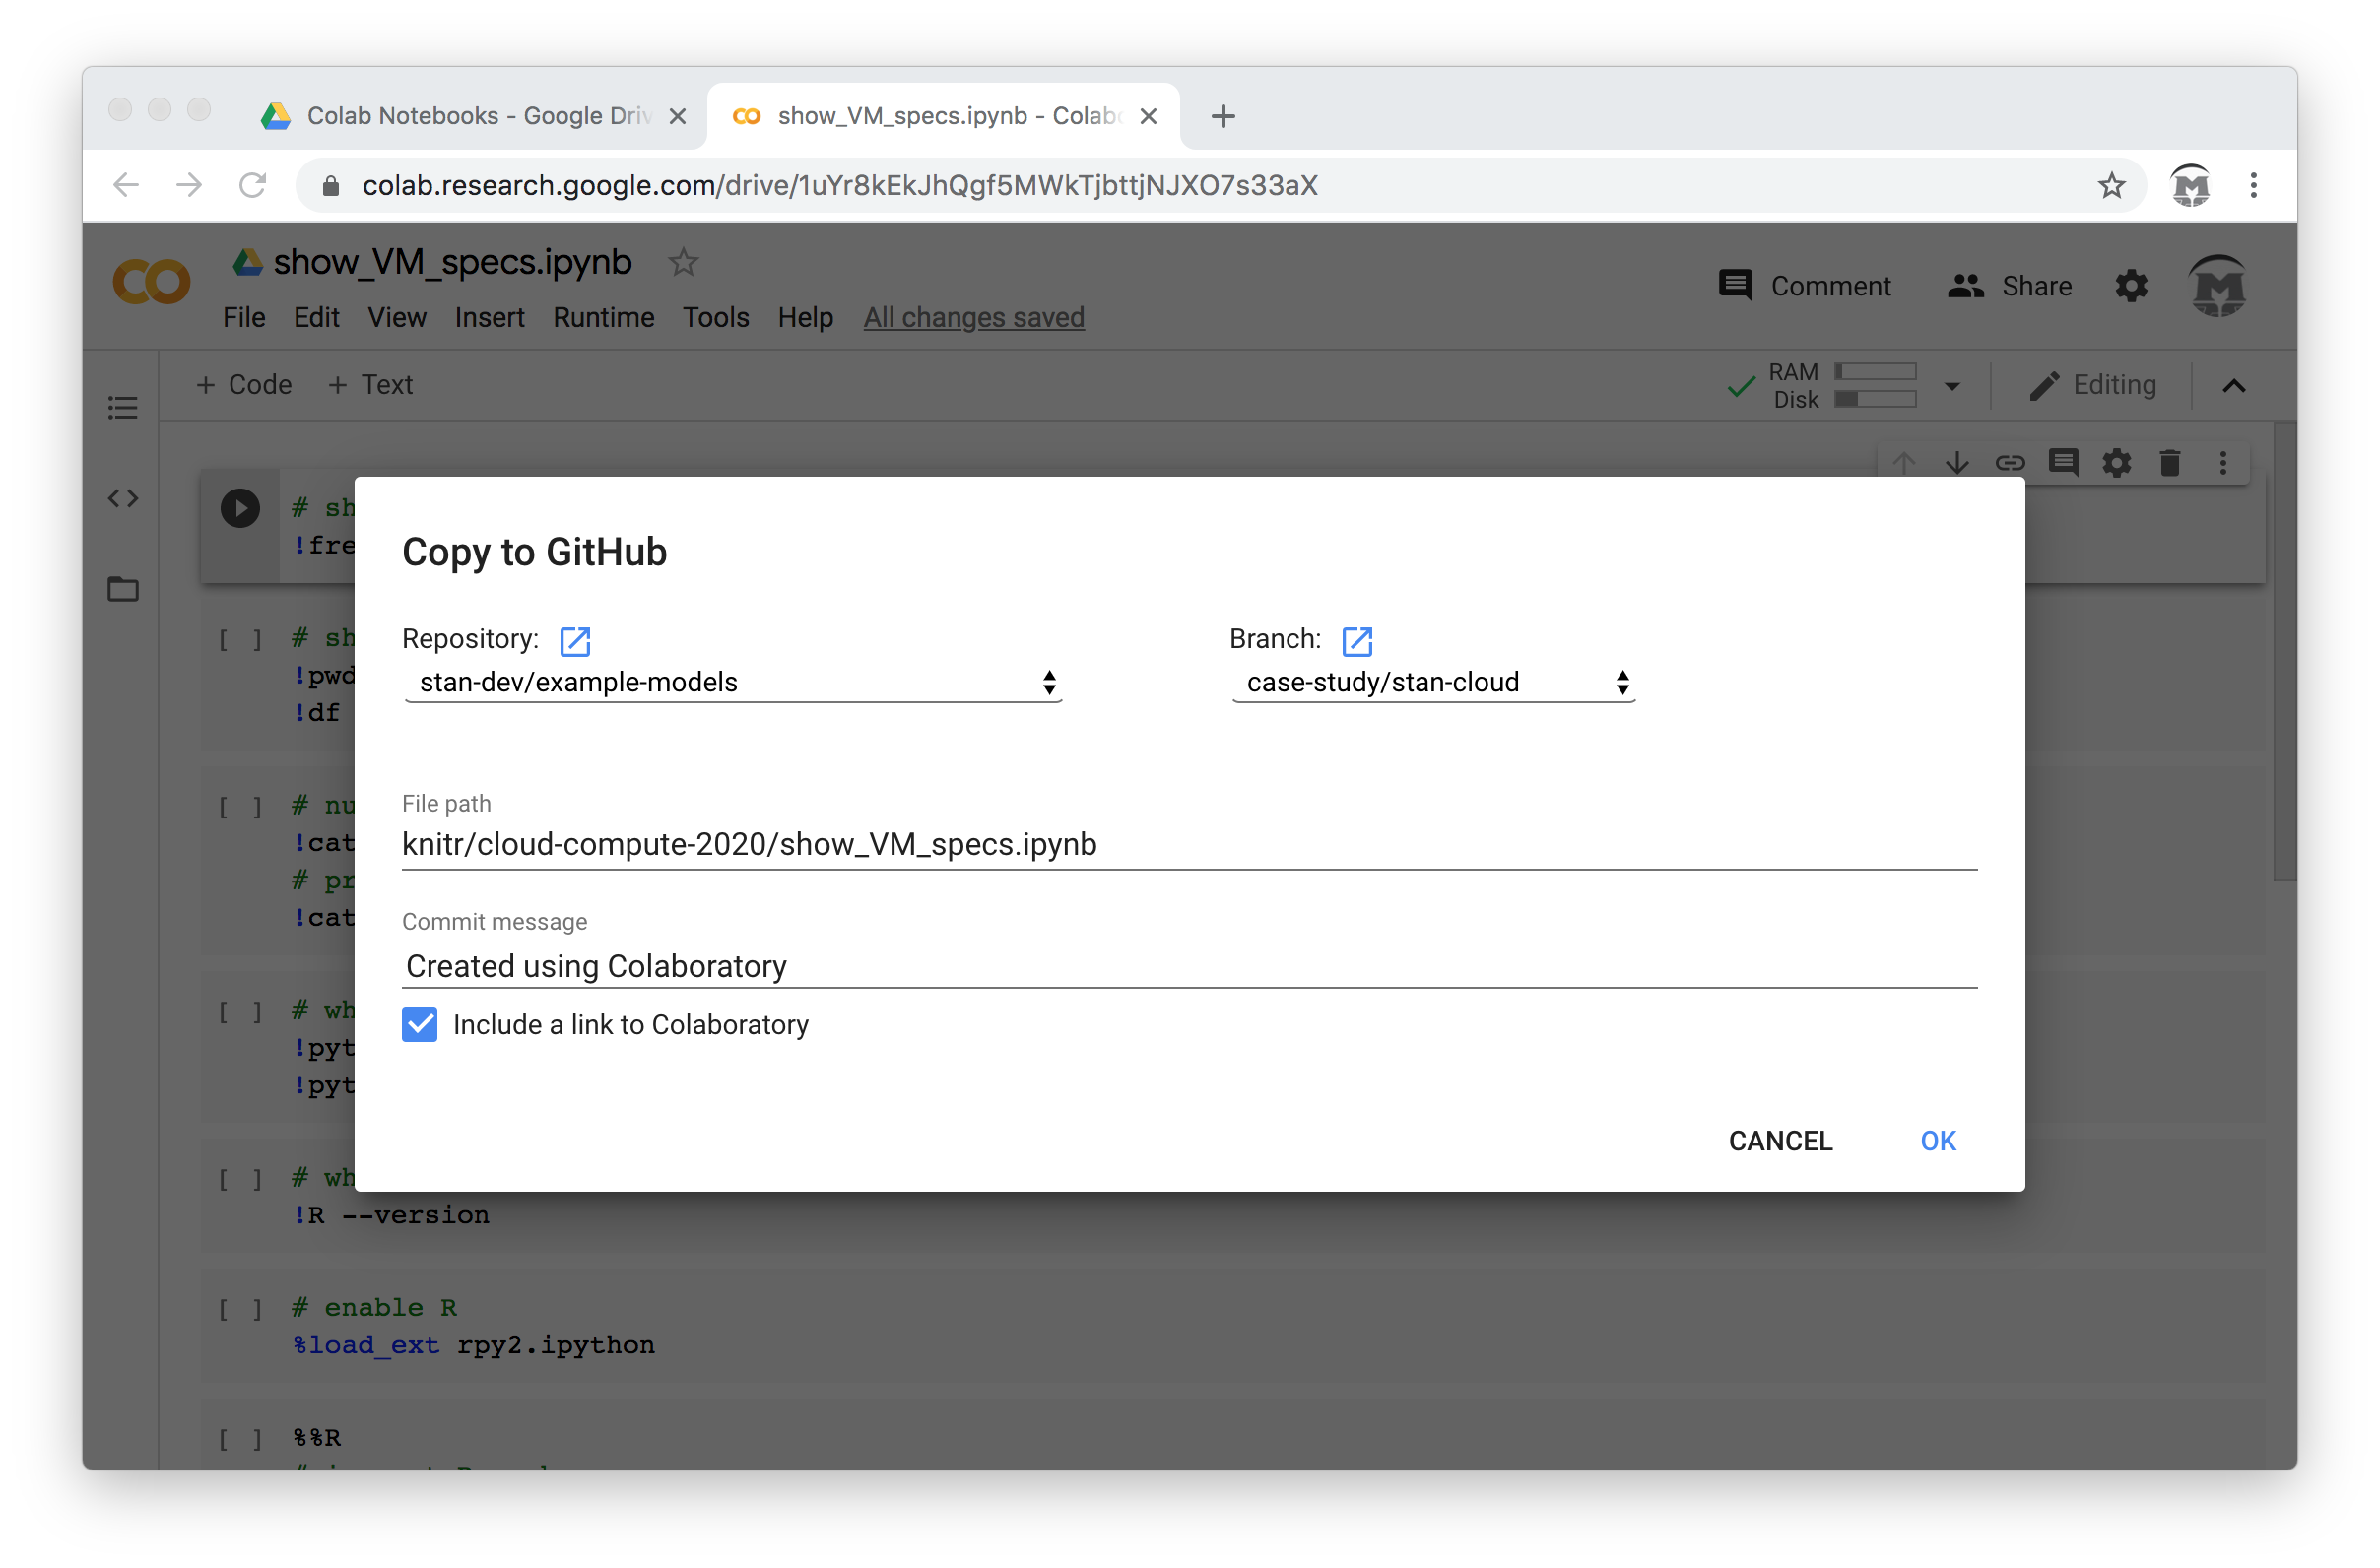 Colab Notebooks - Google Driv
show_VM_specs.ipynb - Colab
colab.research.google.com/drive/1uYr8kEkJhQgf5MWkTjbttjNJXO7s33aX
show_VM_specs.ipynb
Comment Share
File Edit View Insert Runtime Tools Help All changes saved
+ Code + Text
RAM
Disk
Editing
# sh
!fre
[ ] # sh
!pwd
!df
[ ] # nu
!cat
# pr
!cat
[ ] # wh
!pyt
!pyt
[ ] # wh
!R --version
[ ] # enable R
%load_ext rpy2.ipython
[ ] %%R
Copy to GitHub
Repository: Branch:
stan-dev/example-models case-study/stan-cloud
File path
knitr/cloud-compute-2020/show_VM_specs.ipynb
Commit message
Created using Colaboratory
Include a link to Colaboratory
CANCEL OK